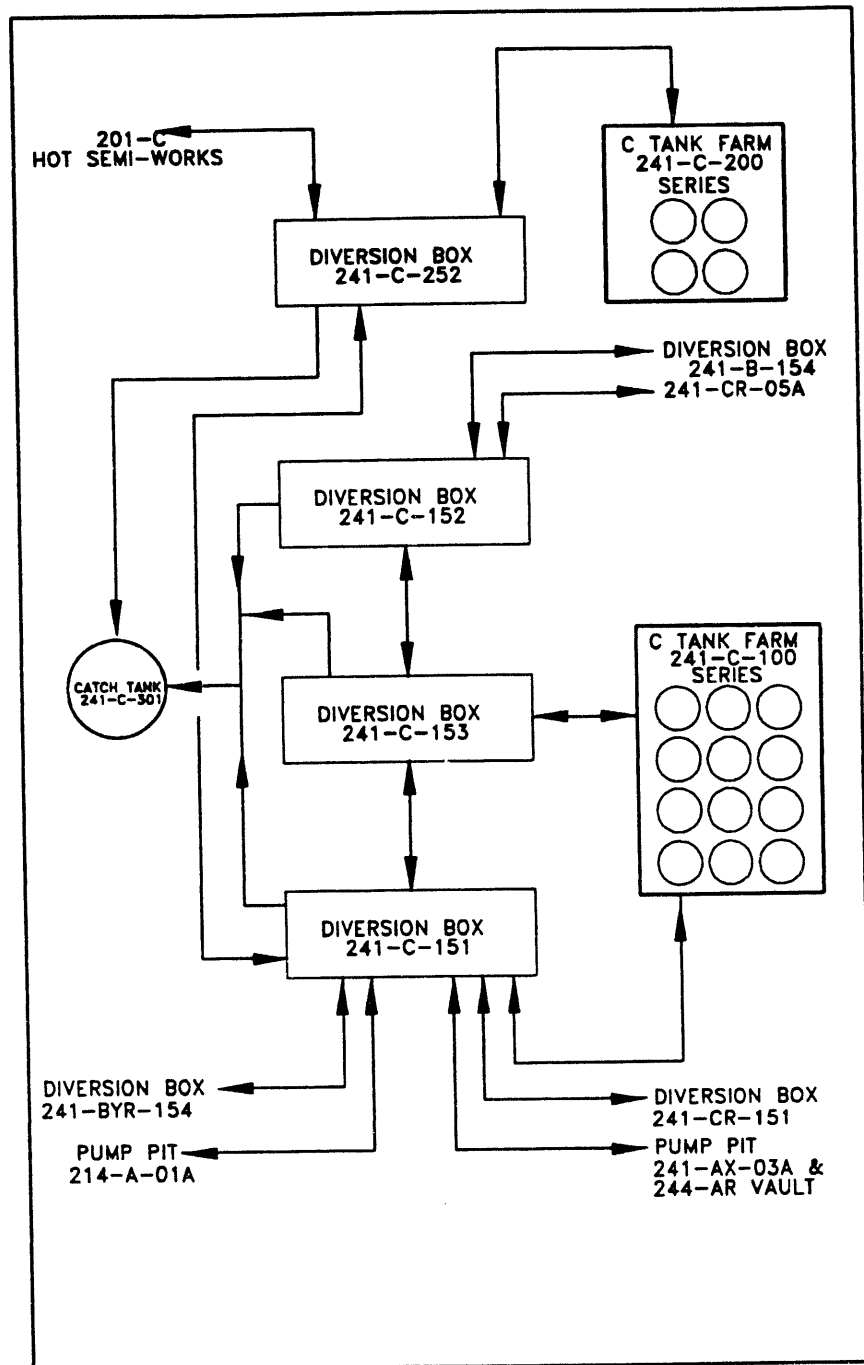 201-C
HOT SEMI-WORKS
C TANK FARM
241-C-200
SERIES
DIVERSION BOX
241-C-252
DIVERSION BOX
241-B-154
241-CR-05A
DIVERSION BOX
241-C-152
C TANK FARM
241-C-100
SERIES
CATCH TANK
241-C-301
DIVERSION BOX
241-C-153
DIVERSION BOX
241-C-151
DIVERSION BOX
241-BYR-154
DIVERSION BOX
241-CR-151
PUMP PIT
214-A-01A
PUMP PIT
241-AX-03A &
244-AR VAULT